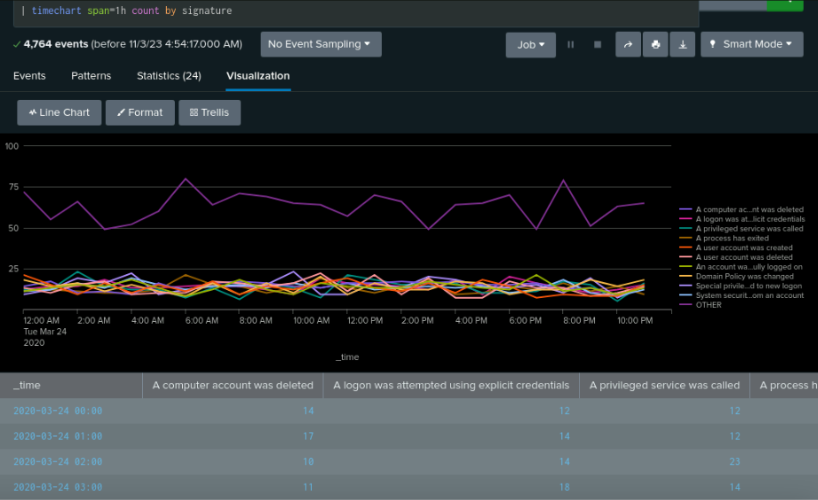 | timechart span=1h count by signature
✓ 4,764 events (before 11/3/23 4:54:17.000 AM)
No Event Sampling ▾
Job ▾
Smart Mode ▾
Events
Patterns
Statistics (24)
Visualization
Line Chart
Format
Trellis
100
75
50
25
12:00 AM
Tue Mar 24
2020
2:00 AM
4:00 AM
6:00 AM
8:00 AM
10:00 AM
12:00 PM
2:00 PM
4:00 PM
6:00 PM
8:00 PM
10:00 PM
_time
A computer ac...nt was deleted
A logon was at...licit credentials
A privileged service was called
A process has exited
A user account was created
A user account was deleted
An account wa...ully logged on
Domain Policy was changed
Special privile...d to new logon
System securit...om an account
OTHER
_time A computer account was deleted A logon was attempted using explicit credentials A privileged service was called A process h
2020-03-24 00:00 14 12 12
2020-03-24 01:00 17 14 12
2020-03-24 02:00 10 14 23
2020-03-24 03:00 11 18 14